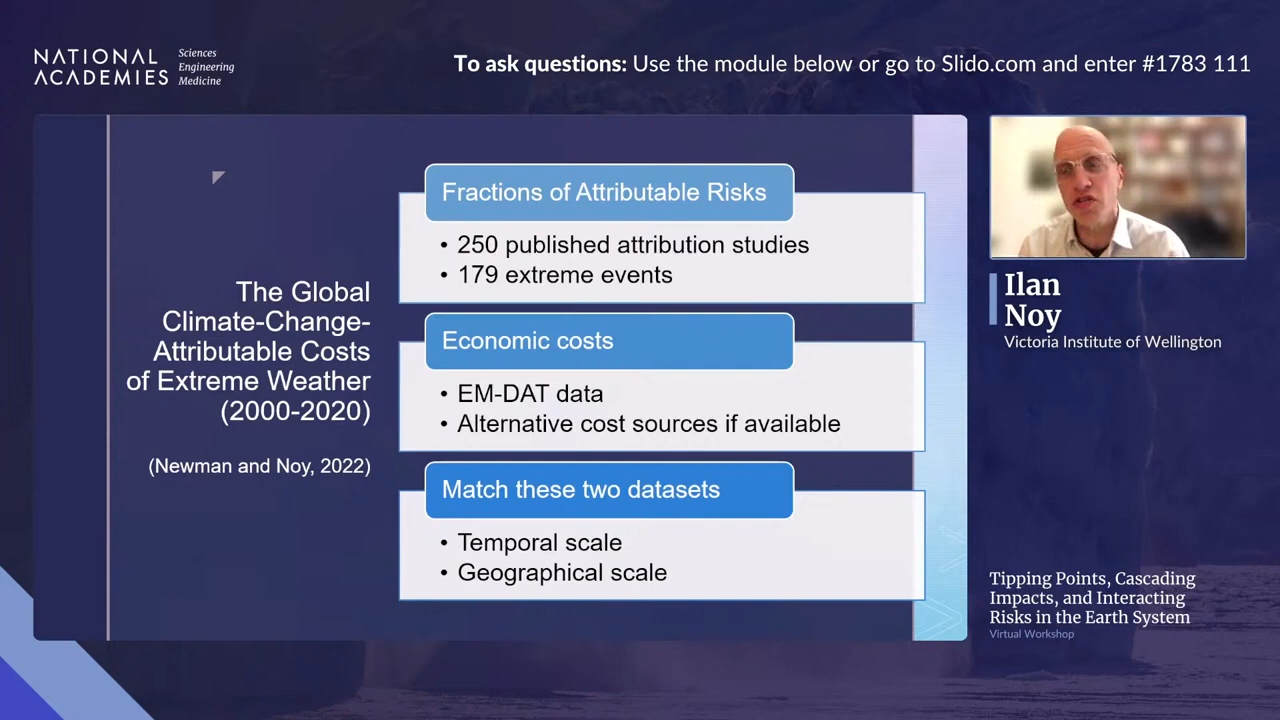 NATIONAL
ACADEMIES
Sciences
Engineering
Medicine
To ask questions: Use the module below or go to Slido.com and enter #1783 111
The Global
Climate-Change-
Attributable Costs
of Extreme Weather
(2000-2020)
(Newman and Noy, 2022)
Fractions of Attributable Risks
• 250 published attribution studies
• 179 extreme events
Economic costs
• EM-DAT data
• Alternative cost sources if available
Match these two datasets
• Temporal scale
• Geographical scale
Ilan
Noy
Victoria Institute of Wellington
Tipping Points, Cascading
Impacts, and Interacting
Risks in the Earth System
Virtual Workshop